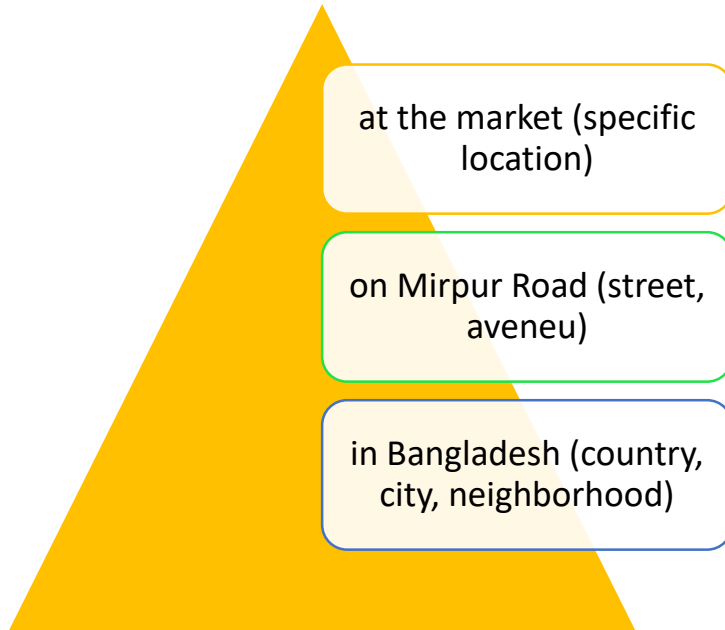 at the market (specific
location)
on Mirpur Road (street,
aveneu)
in Bangladesh (country,
city, neighborhood)